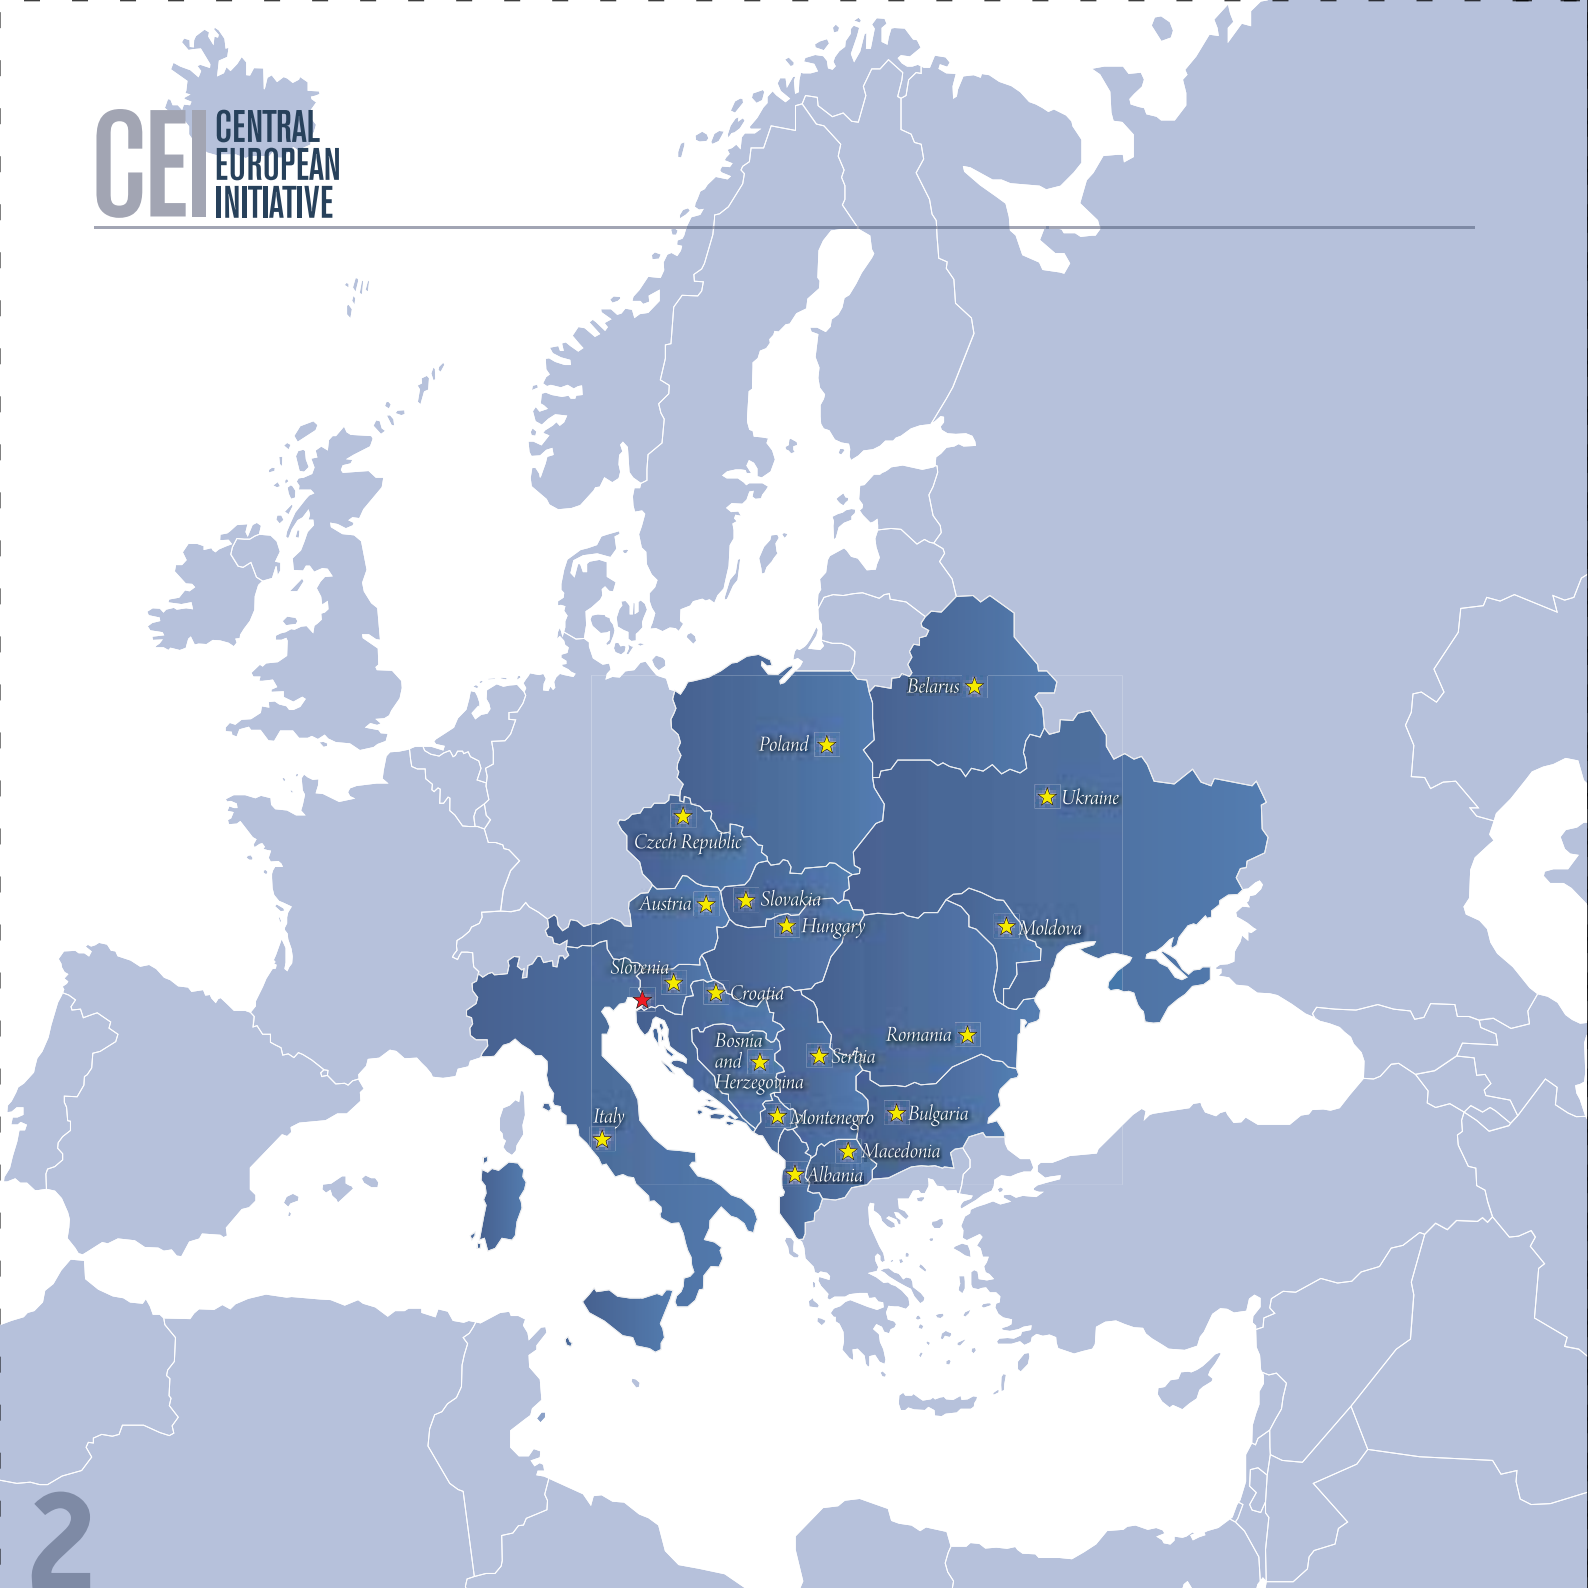 CEI
CENTRAL
EUROPEAN
INITIATIVE
Belarus
Poland
Ukraine
Czech Republic
Slovakia
Austria
Hungary
Moldova
Slovenia
Croatia
Romania
Bosnia
and
Herzegovina
Serbia
Italy
Montenegro
Bulgaria
Macedonia
Albania
2